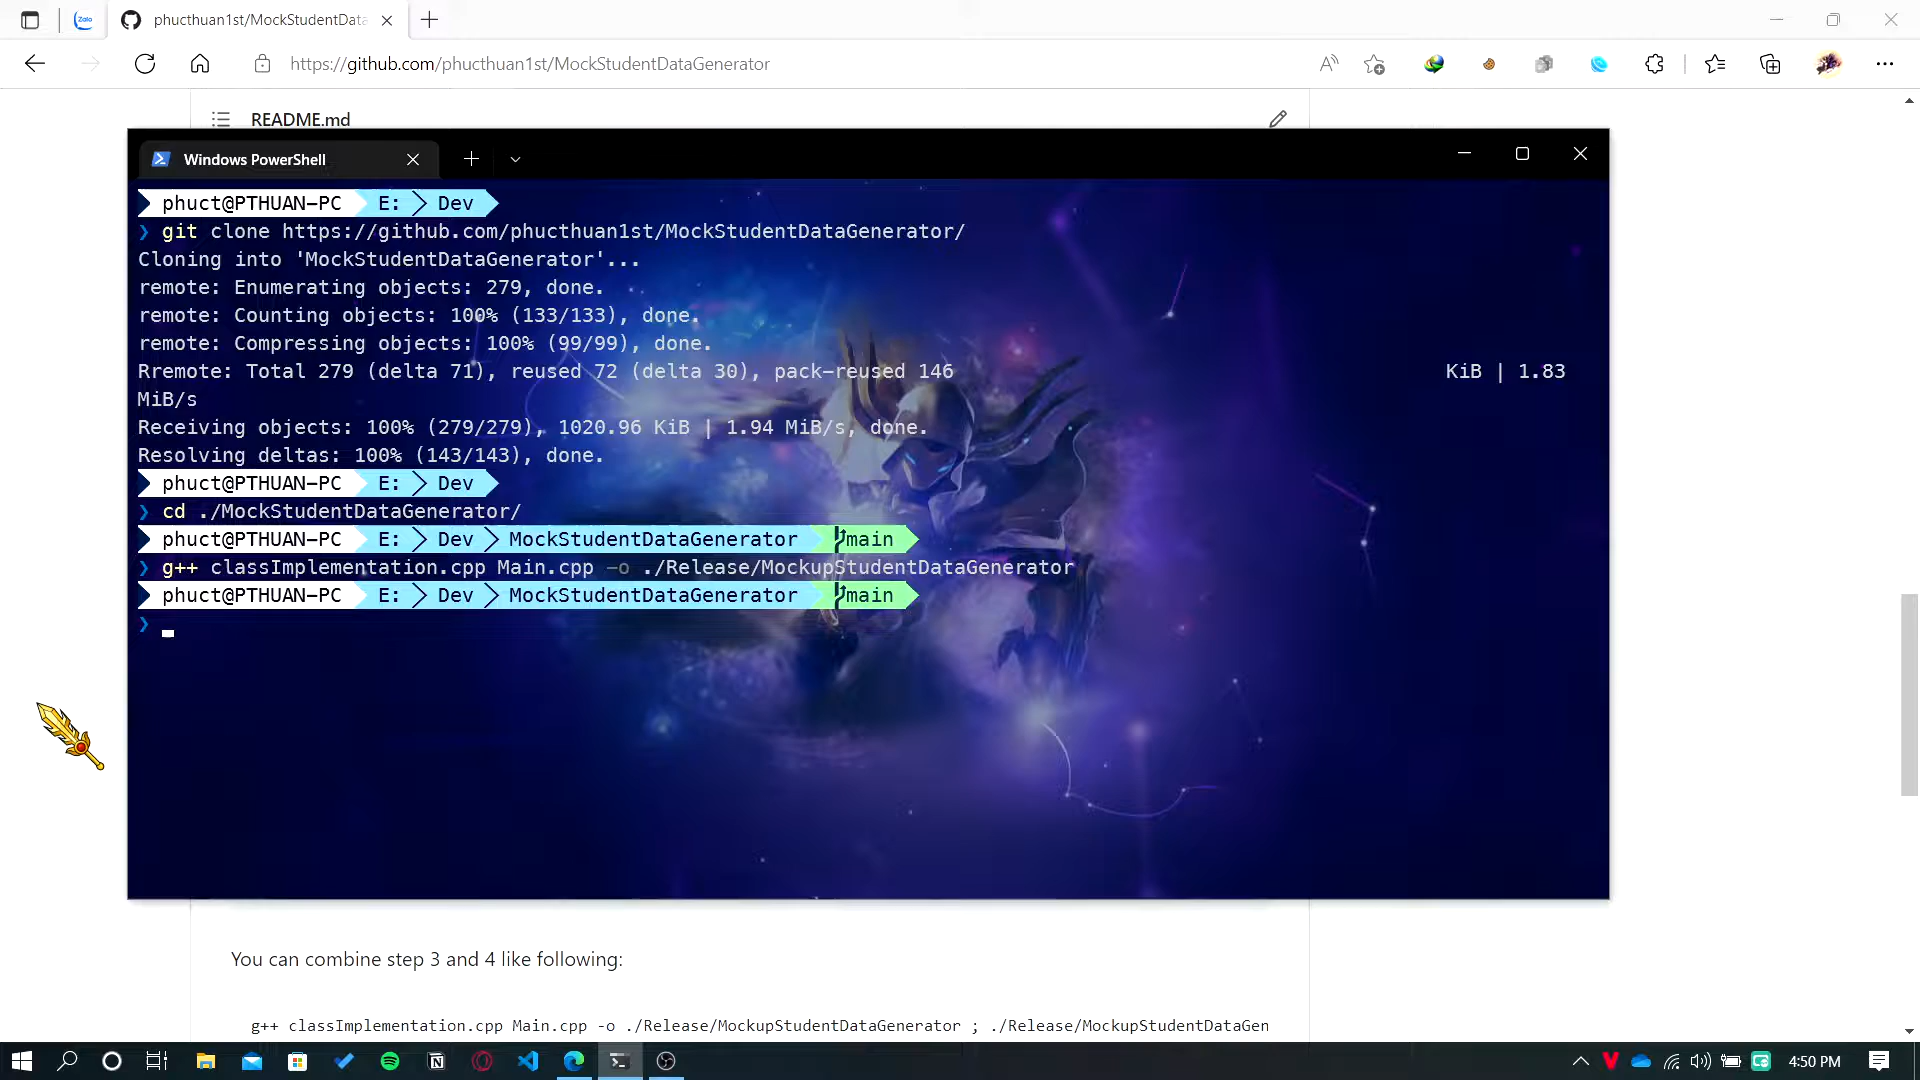 Zalo
phucthuan1st/MockStudentData
https://github.com/phucthuan1st/MockStudentDataGenerator
README.md
Windows PowerShell
phuct@PTHUAN-PC E: Dev
❯ git clone https://github.com/phucthuan1st/MockStudentDataGenerator/
Cloning into 'MockStudentDataGenerator'...
remote: Enumerating objects: 279, done.
remote: Counting objects: 100% (133/133), done.
remote: Compressing objects: 100% (99/99), done.
Rremote: Total 279 (delta 71), reused 72 (delta 30), pack-reused 146 KiB | 1.83
MiB/s
Receiving objects: 100% (279/279), 1020.96 KiB | 1.94 MiB/s, done.
Resolving deltas: 100% (143/143), done.
phuct@PTHUAN-PC E: Dev
❯ cd ./MockStudentDataGenerator/
phuct@PTHUAN-PC E: Dev MockStudentDataGenerator main
❯ g++ classImplementation.cpp Main.cpp -o ./Release/MockupStudentDataGenerator
phuct@PTHUAN-PC E: Dev MockStudentDataGenerator main
❯
You can combine step 3 and 4 like following:
g++ classImplementation.cpp Main.cpp -o ./Release/MockupStudentDataGenerator ; ./Release/MockupStudentDataGen
4:50 PM